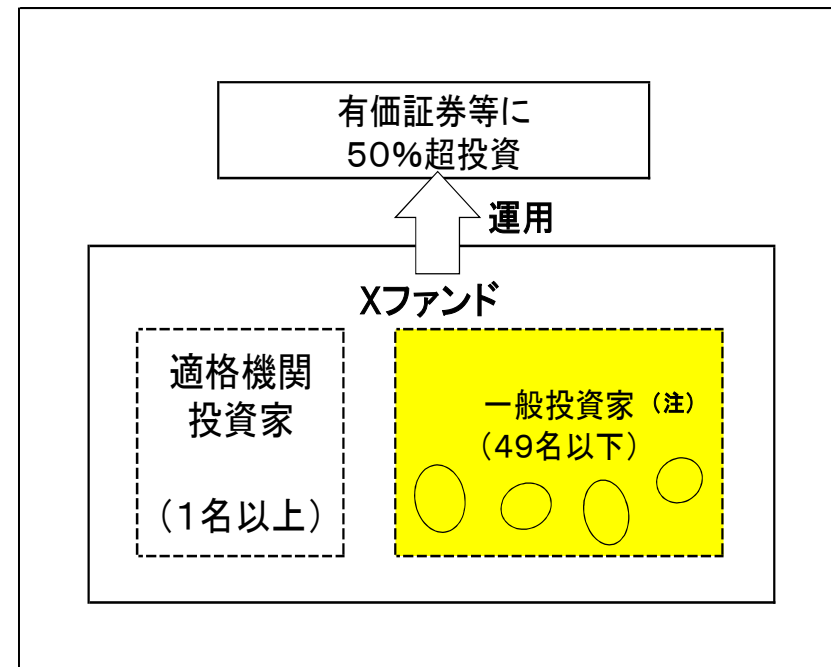 有価証券等に
50%超投資
運用
Xファンド
適格機関
投資家
（1名以上）
一般投資家（注）
（49名以下）